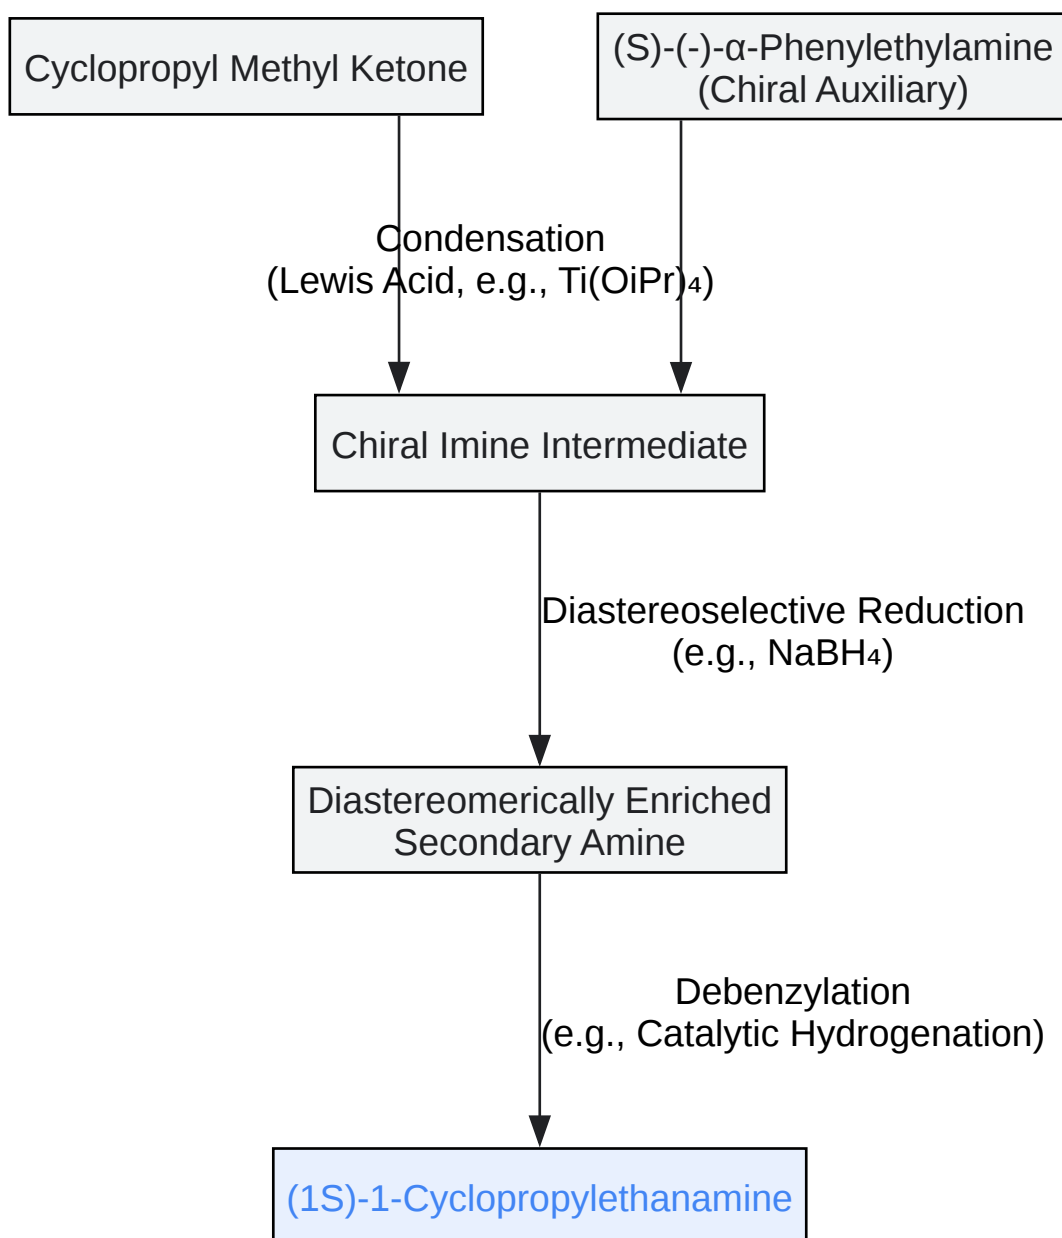 Cyclopropyl Methyl Ketone
(S)-(-)-α-Phenylethylamine
(Chiral Auxiliary)
Condensation
(Lewis Acid, e.g., Ti(OiPr)₄)
Chiral Imine Intermediate
Diastereoselective Reduction
(e.g., NaBH₄)
Diastereomerically Enriched
Secondary Amine
Debenzylation
(e.g., Catalytic Hydrogenation)
(1S)-1-Cyclopropylethanamine